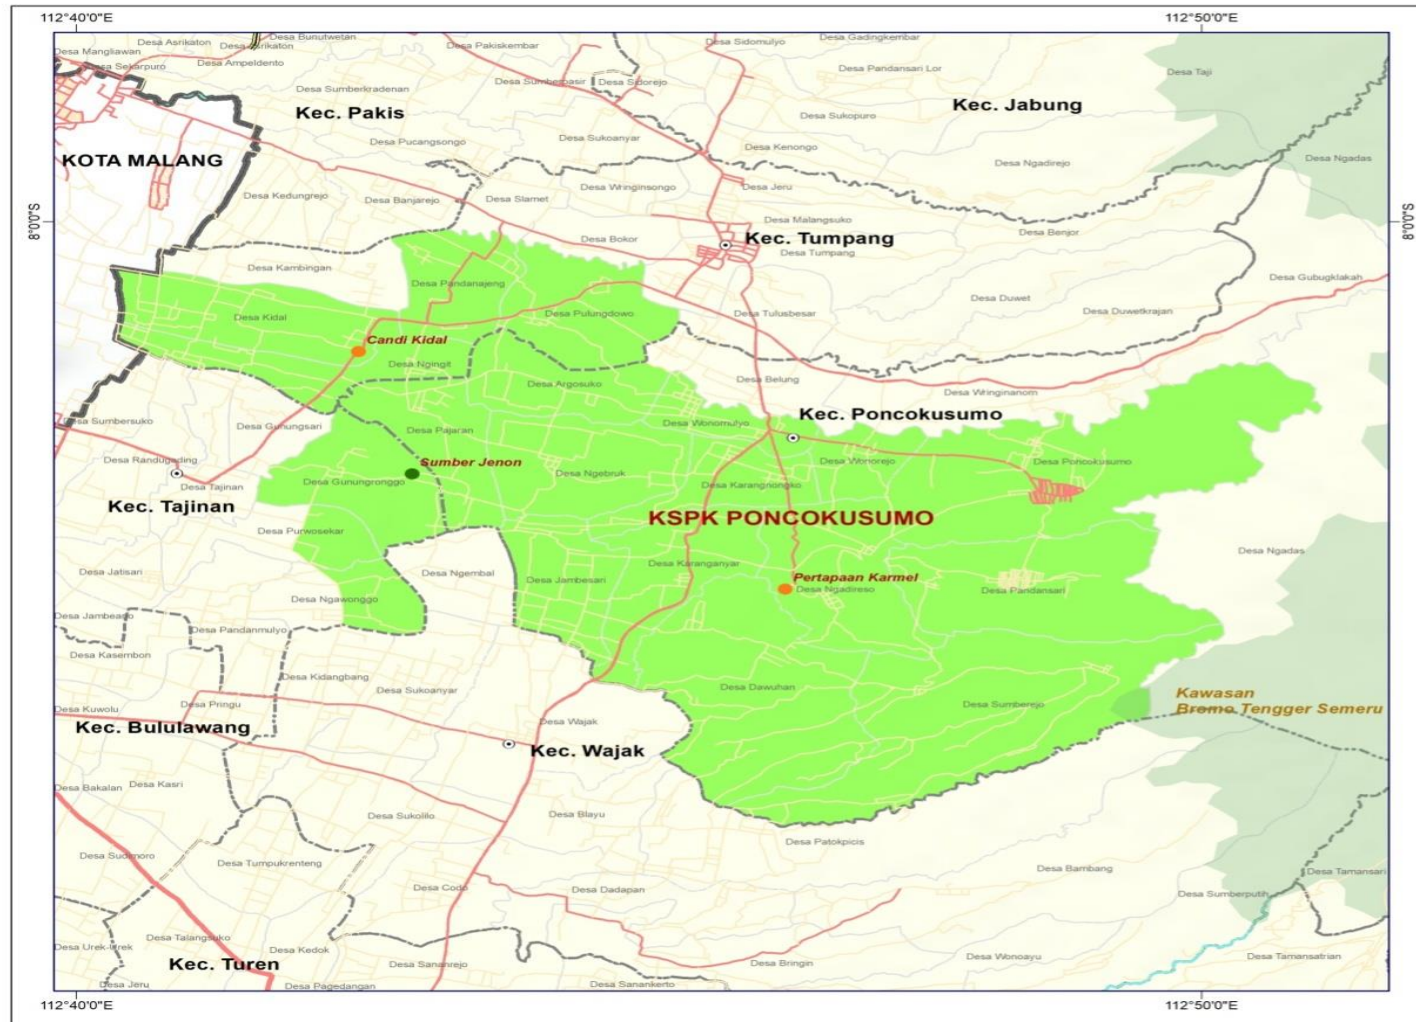 112°40'0"E
112°50'0"E
Desa Asrikaton
Desa Bunutwetan
Desa Mangliawan
Desa Asrikaton
Desa Pakiskembar
Desa Sidomulyo
Desa Gadingkembar
Desa Sekarpuro
Desa Ampeldento
Desa Pandansari Lor
Desa Taji
Desa Sumberkradenan
Desa Sumberpasir
Desa Sidorejo
Kec. Pakis
Kec. Jabung
Desa Sukopuro
Desa Pucangsongo
Desa Sukoanyar
Desa Kenongo
KOTA MALANG
Desa Ngadirejo
Desa Ngadas
Desa Kedungrejo
Desa Banjarejo
Desa Slamet
Desa Wringinsongo
Desa Jeru
8°0'0"S
8°0'0"S
Desa Malangsuko
Desa Bokor
Kec. Tumpang
Desa Benjor
Desa Tumpang
Desa Kambingan
Desa Pandanajeng
Desa Gubugklakah
Desa Duwet
Desa Kidal
Desa Pulungdowo
Desa Tulusbesar
Desa Duwetkrajan
Candi Kidal
Desa Ngingit
Desa Argosuko
Desa Belung
Desa Wringinanom
Desa Sumbersuko
Desa Gunungsari
Desa Pajaran
Desa Wonomulyo
Kec. Poncokusumo
Desa Randugading
Sumber Jenon
Desa Wonorejo
Desa Poncokusumo
Desa Tajinan
Desa Gunungronggo
Desa Ngebruk
Desa Karangnongko
Kec. Tajinan
KSPK PONCOKUSUMO
Desa Purwosekar
Desa Ngadas
Desa Jatisari
Desa Ngembal
Desa Jambesari
Desa Karanganyar
Pertapaan Karmel
Desa Ngadireso
Desa Pandansari
Desa Ngawonggo
Desa Jambearjo
Desa Pandanmulyo
Desa Kasembon
Desa Kidangbang
Desa Sukoanyar
Desa Dawuhan
Kawasan
Bromo Tengger Semeru
Desa Sumberejo
Desa Kuwolu
Desa Pringu
Desa Wajak
Kec. Bululawang
Kec. Wajak
Desa Bakalan
Desa Kasri
Desa Sukolilo
Desa Blayu
Desa Patokpicis
Desa Sudimoro
Desa Tumpukrenteng
Desa Bambang
Desa Tamansari
Desa Codo
Desa Dadapan
Desa Sumberputih
Desa Urek-Urek
Desa Talangsuko
Desa Kedok
Kec. Turen
Desa Sananrejo
Desa Bringin
Desa Wonoayu
Desa Tamansatrian
Desa Jeru
Desa Pagedangan
Desa Sanankerto
112°40'0"E
112°50'0"E